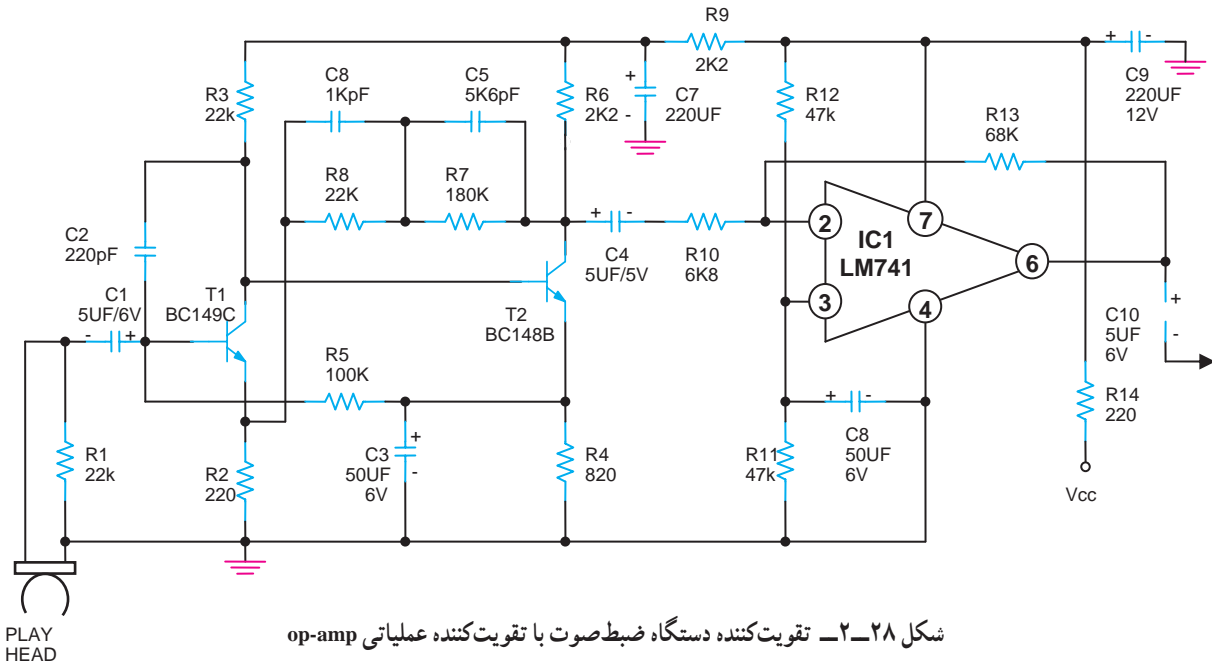 R9
2K2
C8
1KpF
C5
5K6pF
R3
22k
R6
2K2
C7
220UF
+
-
R12
47k
+ -
C9
220UF
12V
R13
68K
R8
22K
R7
180K
C2
220pF
+ -
C4
5UF/5V
R10
6K8
2
7
IC1
LM741
6
3
4
C1
5UF/6V
- +
T1
BC149C
T2
BC148B
+
-
C10
5UF
6V
R5
100K
R1
22k
R2
220
C3
50UF
6V
+
-
R4
820
R11
47k
+ -
C8
50UF
6V
R14
220
Vcc
PLAY
HEAD
شکل ۲۸ــ۲ــ تقویت‌کننده دستگاه ضبط‌صوت با تقویت‌کننده عملیاتی op-amp